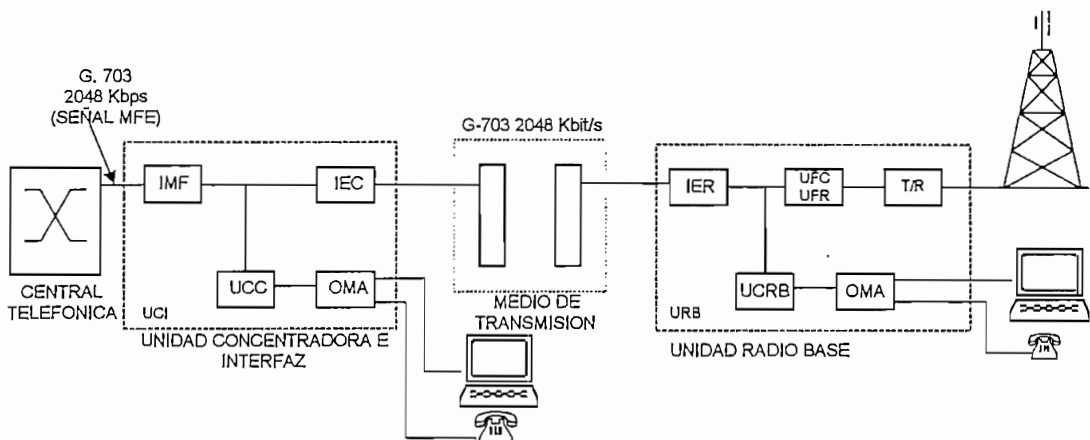 G. 703
2048 Kbps
(SEÑAL MFE)
CENTRAL
TELEFONICA
IMF
IEC
UCC
OMA
UCI
UNIDAD CONCENTRADORA E
INTERFAZ
G-703 2048 Kbit/s
MEDIO DE
TRANSMISION
IER
UFC
UFR
T/R
UCRB
OMA
URB
UNIDAD RADIO BASE